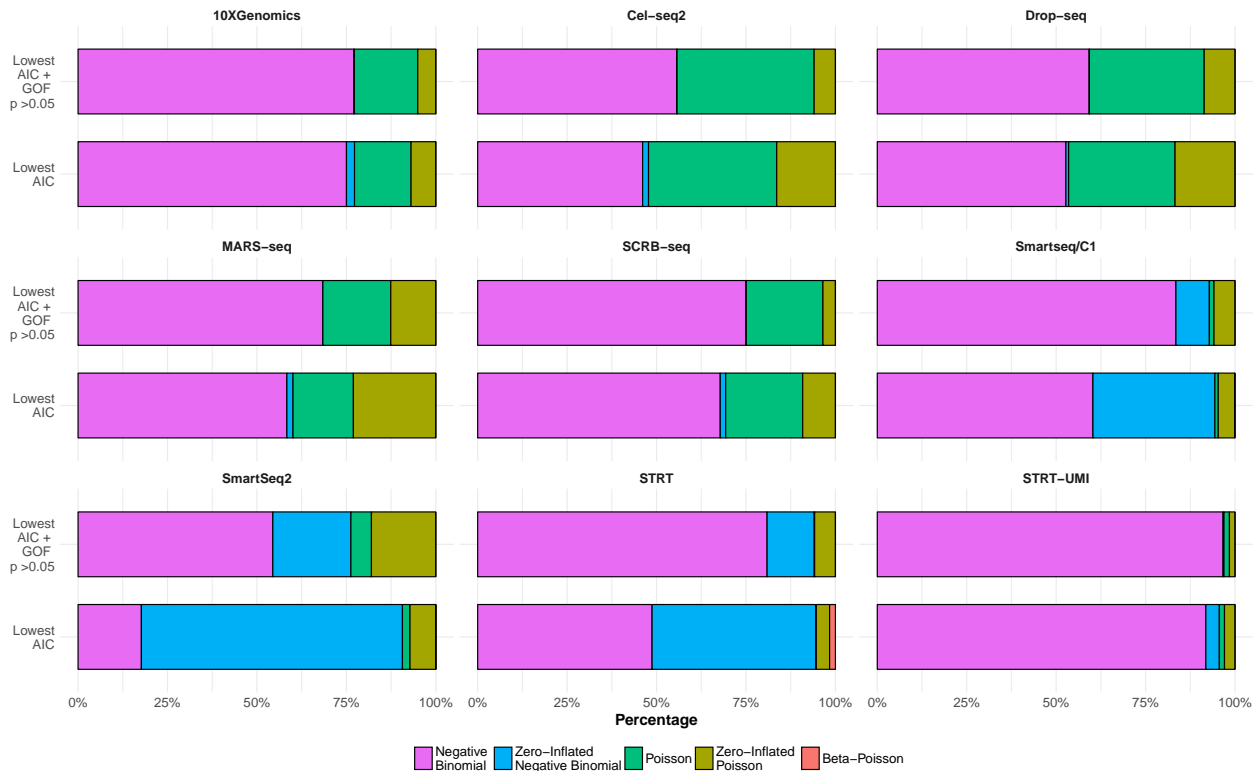 10XGenomics
Cel−seq2
Drop−seq
Lowest
AIC +
GOF
p >0.05
Lowest
AIC
MARS−seq
SCRB−seq
Smartseq/C1
Lowest
AIC +
GOF
p >0.05
Lowest
AIC
SmartSeq2
STRT
STRT−UMI
Lowest
AIC +
GOF
p >0.05
Lowest
AIC
0% 25% 50% 75% 100% 0% 25% 50% 75% 100% 0% 25% 50% 75% 100%
Percentage
Negative
Binomial
Zero−Inflated
Negative Binomial
Poisson
Zero−Inflated
Poisson
Beta−Poisson